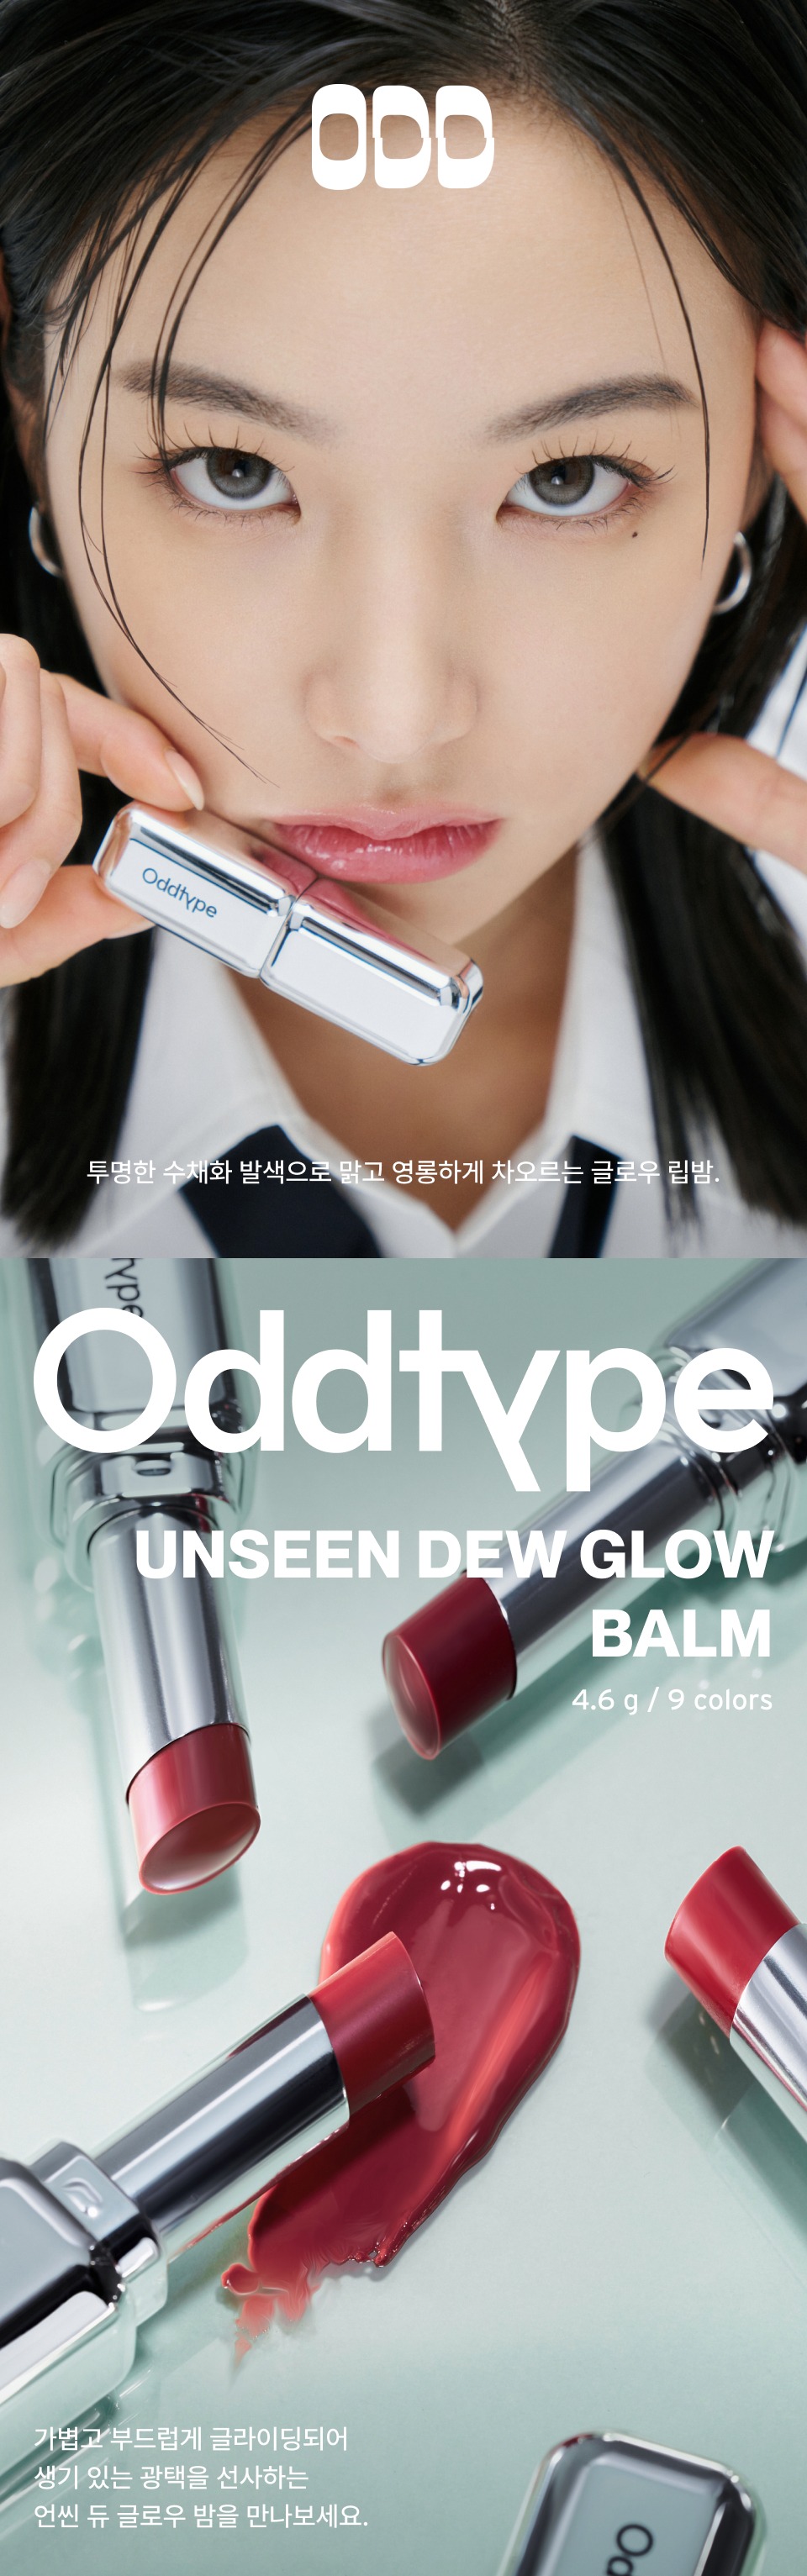 ODD
Oddtype
투명한 수채화 발색으로 맑고 영롱하게 차오르는 글로우 립밤.
type
Oddtype
UNSEEN DEW GLOW
BALM
4.6 g / 9 colors
가볍고 부드럽게 글라이딩되어
생기 있는 광택을 선사하는
언씬 듀 글로우 밤을 만나보세요.
Odd